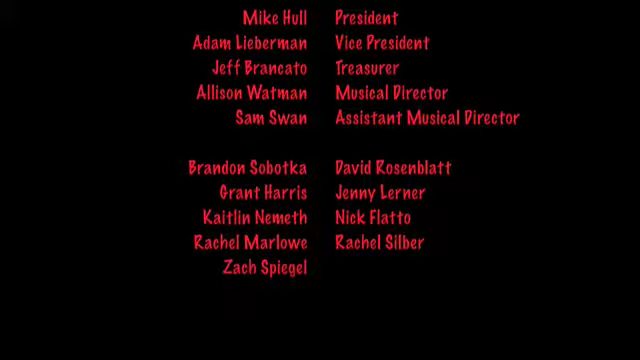 Mike Hull President
Adam Lieberman Vice President
Jeff Brancato Treasurer
Allison Watman Musical Director
Sam Swan Assistant Musical Director
Brandon Sobotka David Rosenblatt
Grant Harris Jenny Lerner
Kaitlin Nemeth Nick Flatto
Rachel Marlowe Rachel Silber
Zach Spiegel